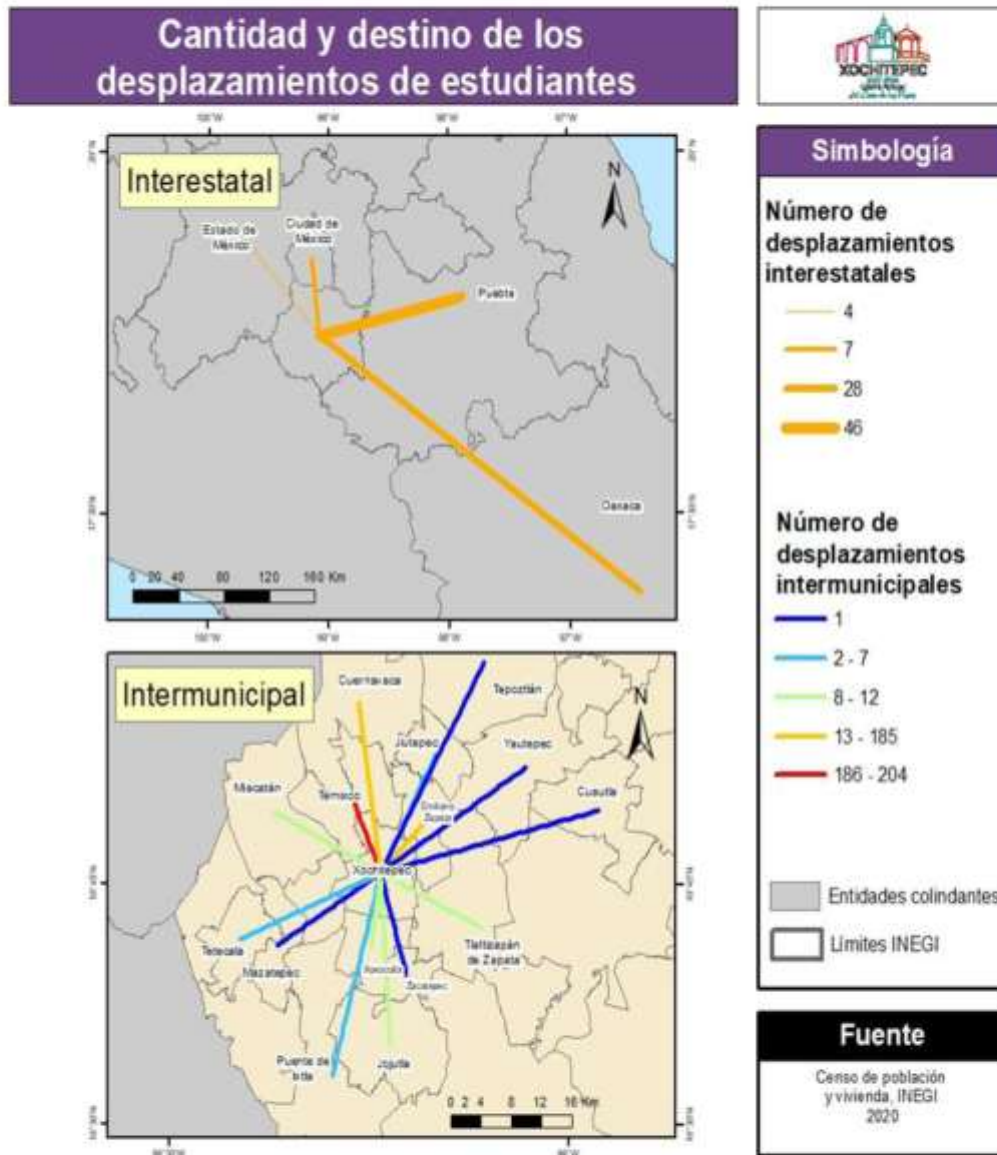 Cantidad y destino de los
desplazamientos de estudiantes
XOCHITEPEC
Interestatal
N
Estado de
México
Ciudad de
México
Puebla
Oaxaca
0 20 40 80 120 160 Km
100°W 99°W 98°W 97°W
Intermunicipal
N
Cuernavaca
Tepoztlán
Jiutepec
Yautepec
Miacatlán
Temixco
Cuautla
Emiliano
Zapata
Xochitepec
Tetecala
Mazatepec
Tlaltizapán
de Zapata
Zacatepec
Puente de
Ixtla
Jojutla
0 2 4 8 12 16 Km
Simbología
Número de
desplazamientos
interestatales
4
7
28
46
Número de
desplazamientos
intermunicipales
1
2 - 7
8 - 12
13 - 185
186 - 204
Entidades colindantes
Límites INEGI
Fuente
Censo de población
y vivienda, INEGI
2020